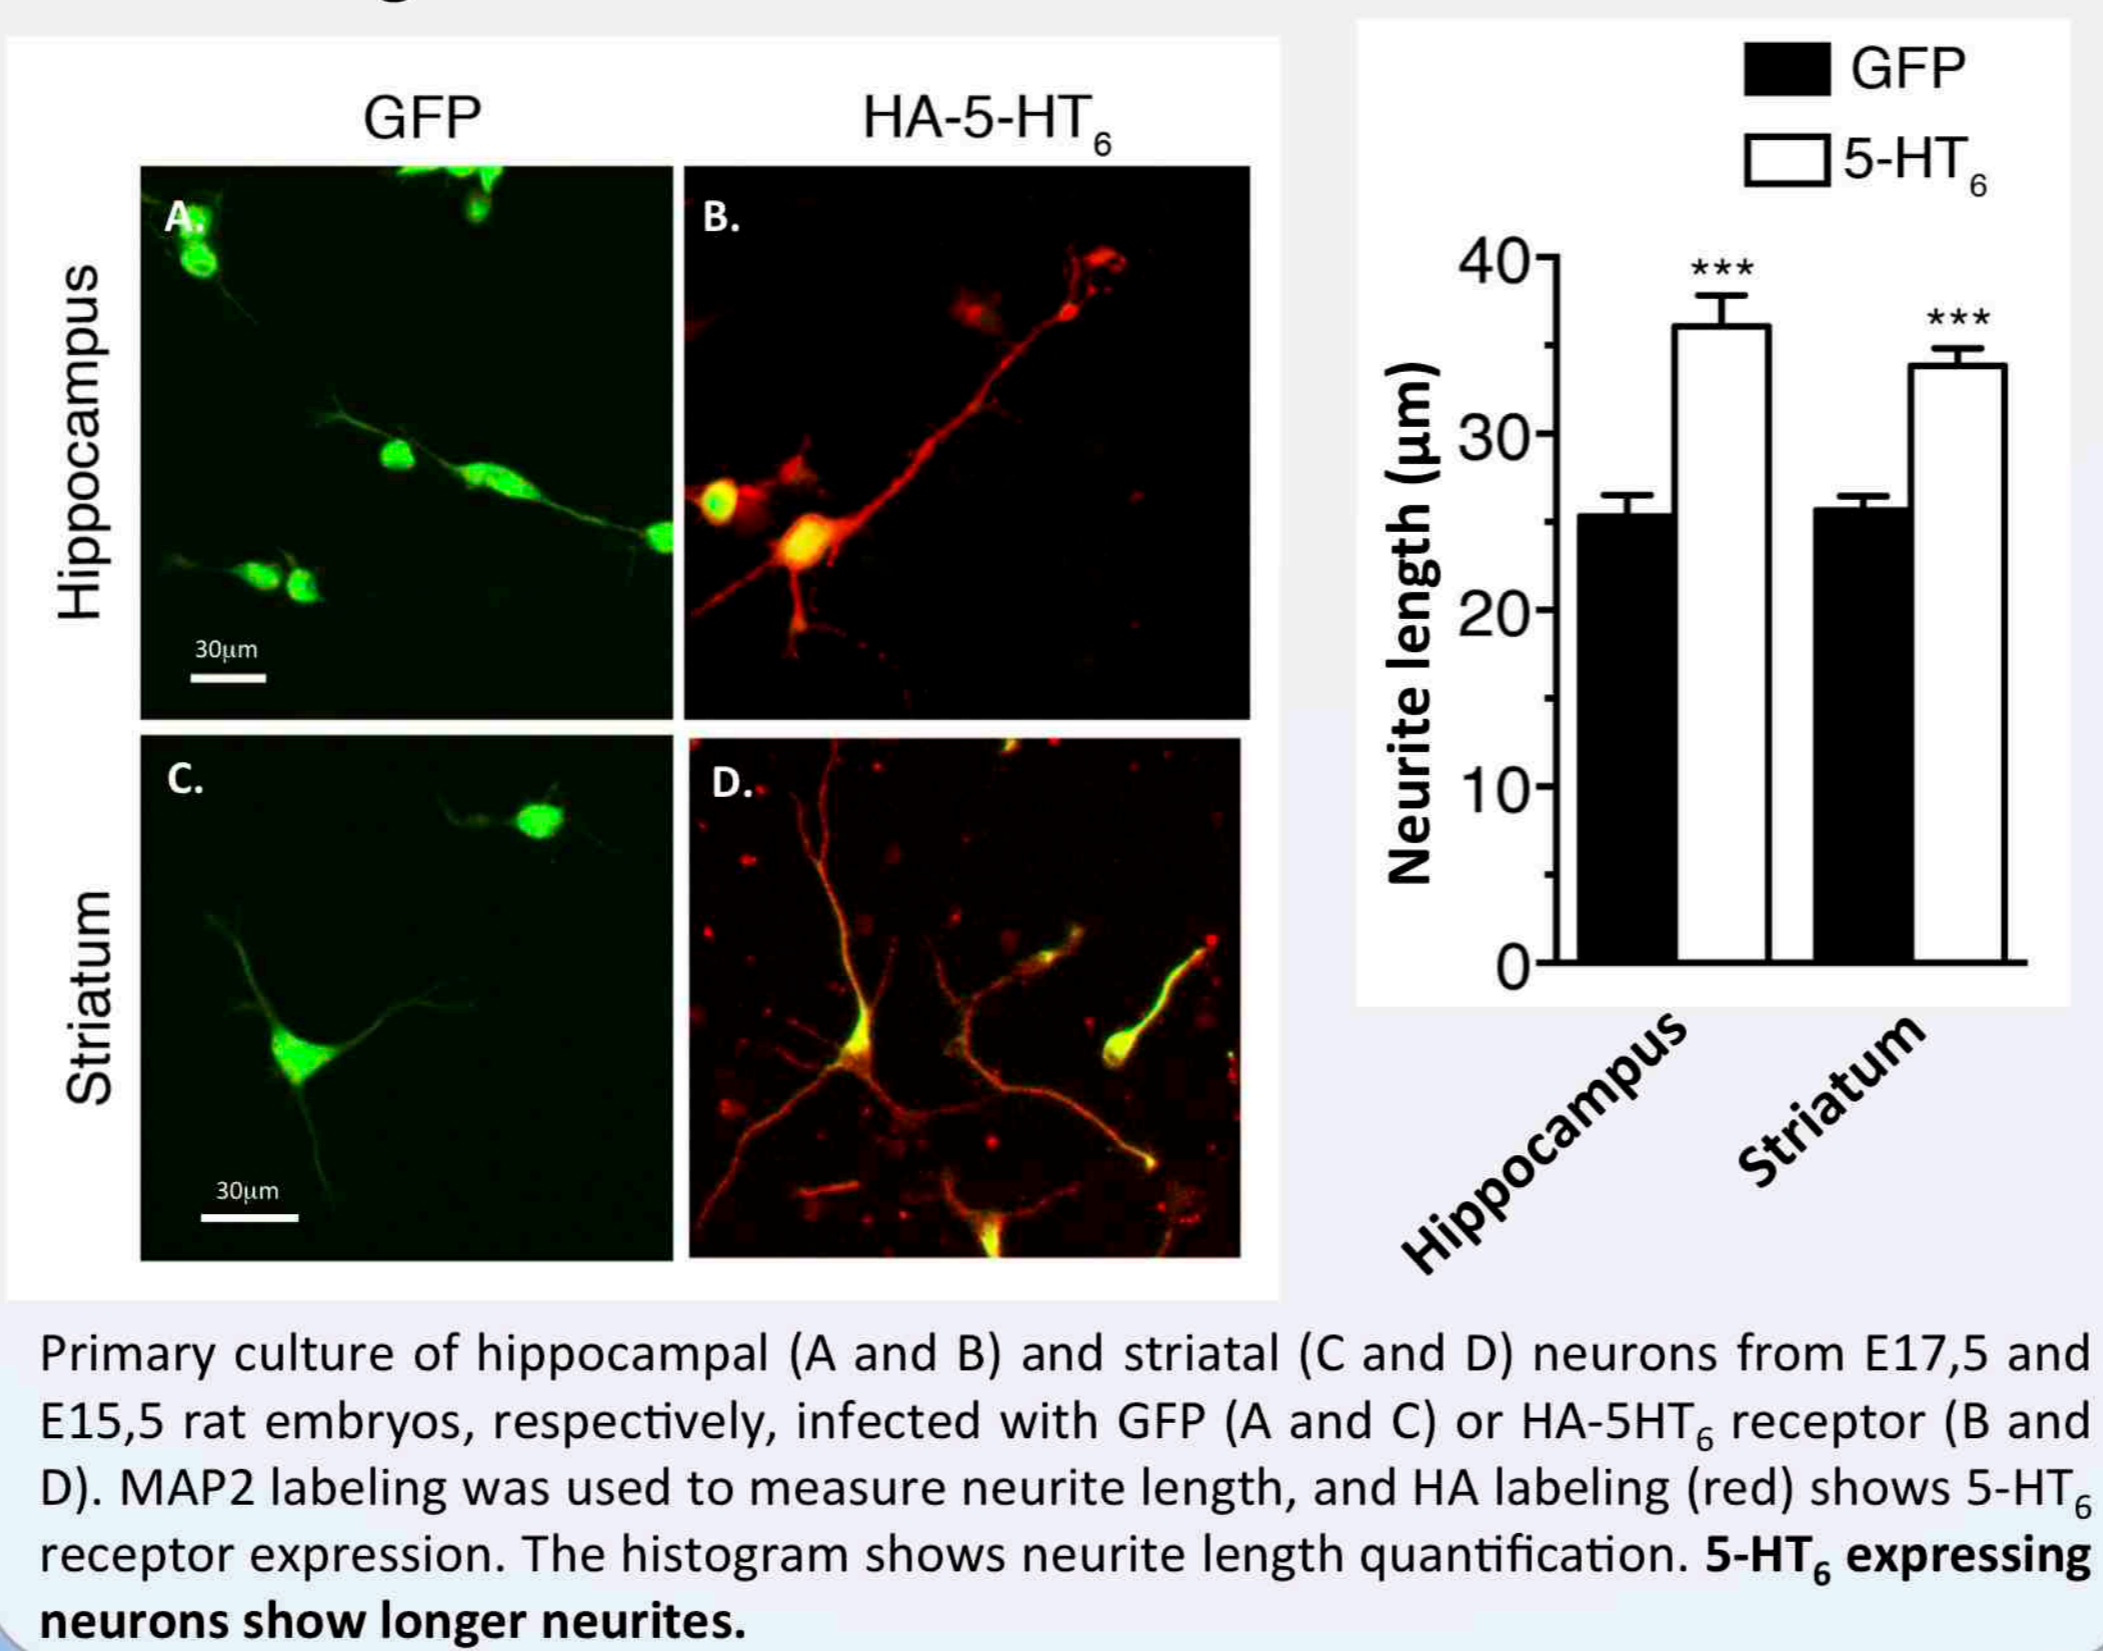 GFP
HA-5-HT6
Hippocampus
A.
B.
30µm
Striatum
C.
D.
30µm
GFP
5-HT6
Neurite length (µm)
40
30
20
10
0
***
***
Hippocampus
Striatum
Primary culture of hippocampal (A and B) and striatal (C and D) neurons from E17,5 and
E15,5 rat embryos, respectively, infected with GFP (A and C) or HA-5HT6 receptor (B and
D). MAP2 labeling was used to measure neurite length, and HA labeling (red) shows 5-HT6
receptor expression. The histogram shows neurite length quantification. 5-HT6 expressing
neurons show longer neurites.